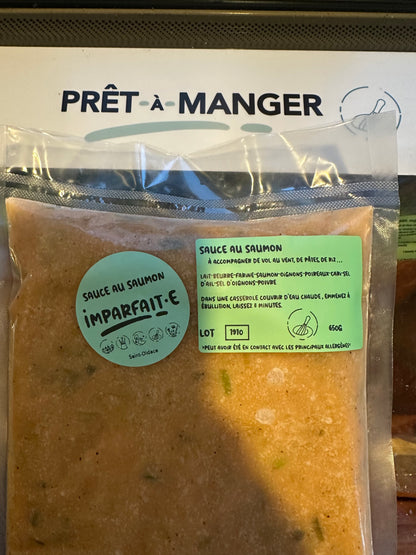 PRÊT-À-MANGER
SAUCE AU SAUMON
IMPARFAIT·E
Saint-Didace
SAUCE AU SAUMON
À ACCOMPAGNER DE VOL AU VENT, DE PÂTES, DE RIZ...
LAIT-BEURRE-FARINE-SAUMON-OIGNONS-POIREAUX-CARI-SEL
D'AIL-SEL D'OIGNONS-POIVRE
DANS UNE CASSEROLE COUVRIR D'EAU CHAUDE, EMMENEZ À
ÉBULLITION, LAISSEZ 8 MINUTES.
LOT 1910 650G
*PEUT AVOIR ÉTÉ EN CONTACT AVEC LES PRINCIPAUX ALLERGÈNES*